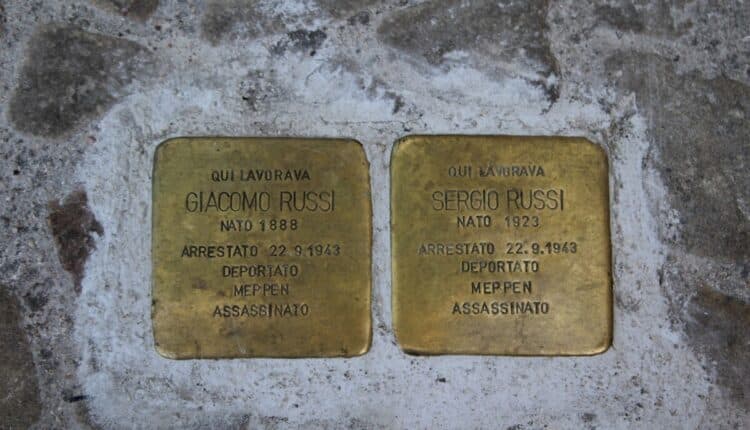 QUI LAVORAVA
GIACOMO RUSSI
NATO 1888
ARRESTATO 22.9.1943
DEPORTATO
MEPPEN
ASSASSINATO
QUI LAVORAVA
SERGIO RUSSI
NATO 1923
ARRESTATO 22.9.1943
DEPORTATO
MEPPEN
ASSASSINATO